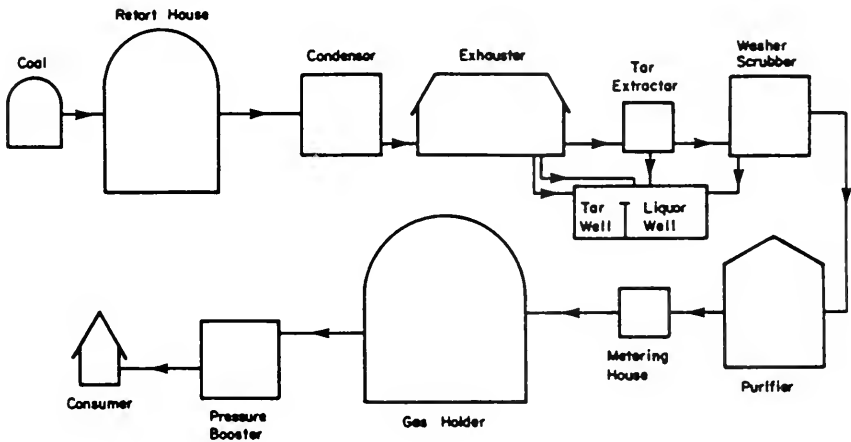 Retort House
Coal
Condensor
Exhauster
Tar
Extractor
Washer
Scrubber
Tar
Well
Liquor
Well
Consumer
Pressure
Booster
Gas Holder
Metering
House
Purifier